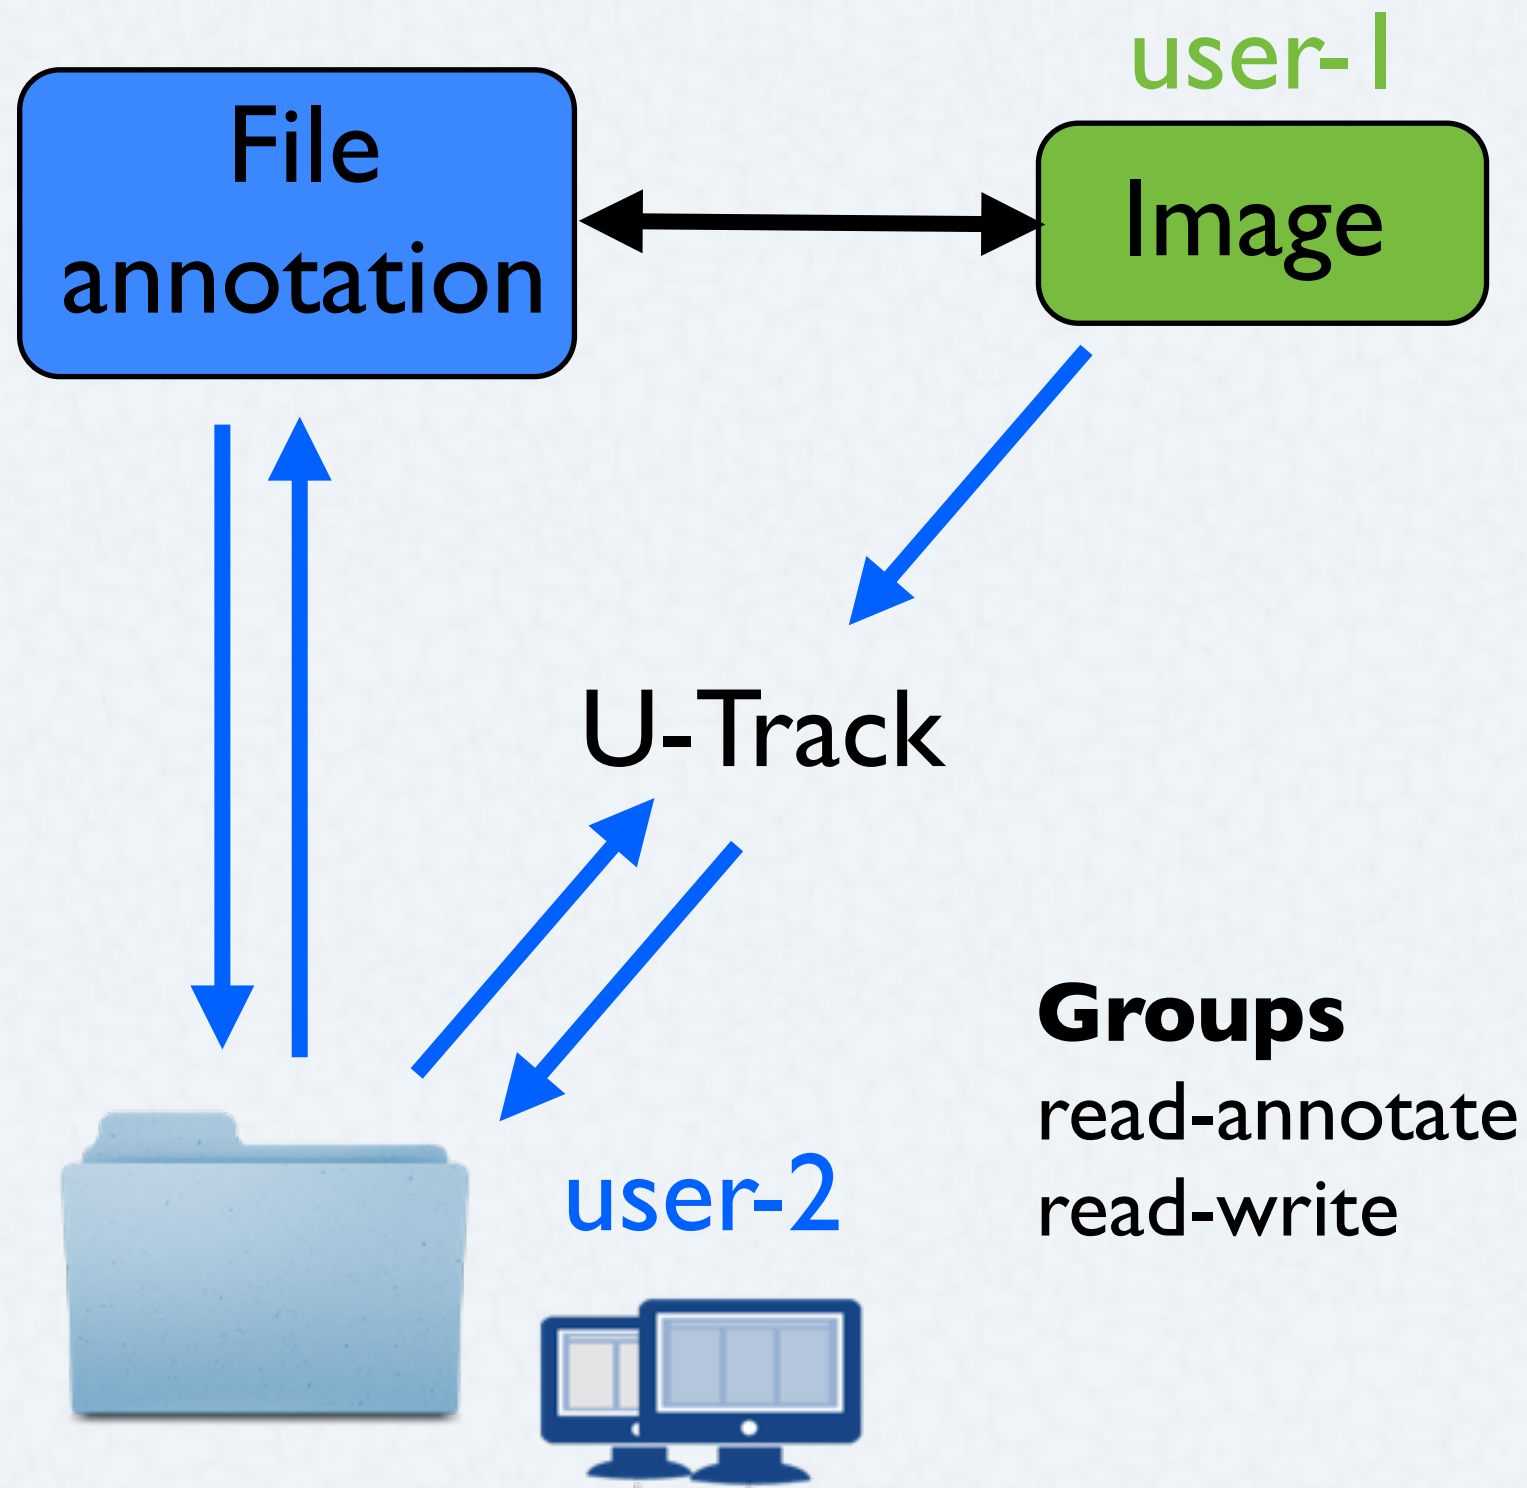 user-1
File
annotation
Image
U-Track
Groups
read-annotate
read-write
user-2